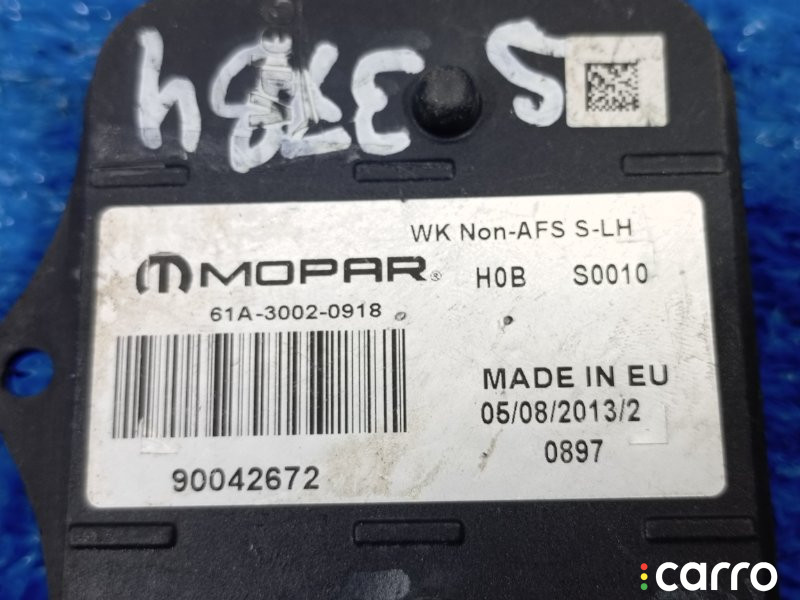 S 3784
WK Non-AFS S-LH
MOPAR®
H0B S0010
61A-3002-0918
MADE IN EU
05/08/2013/2
0897
90042672
carro